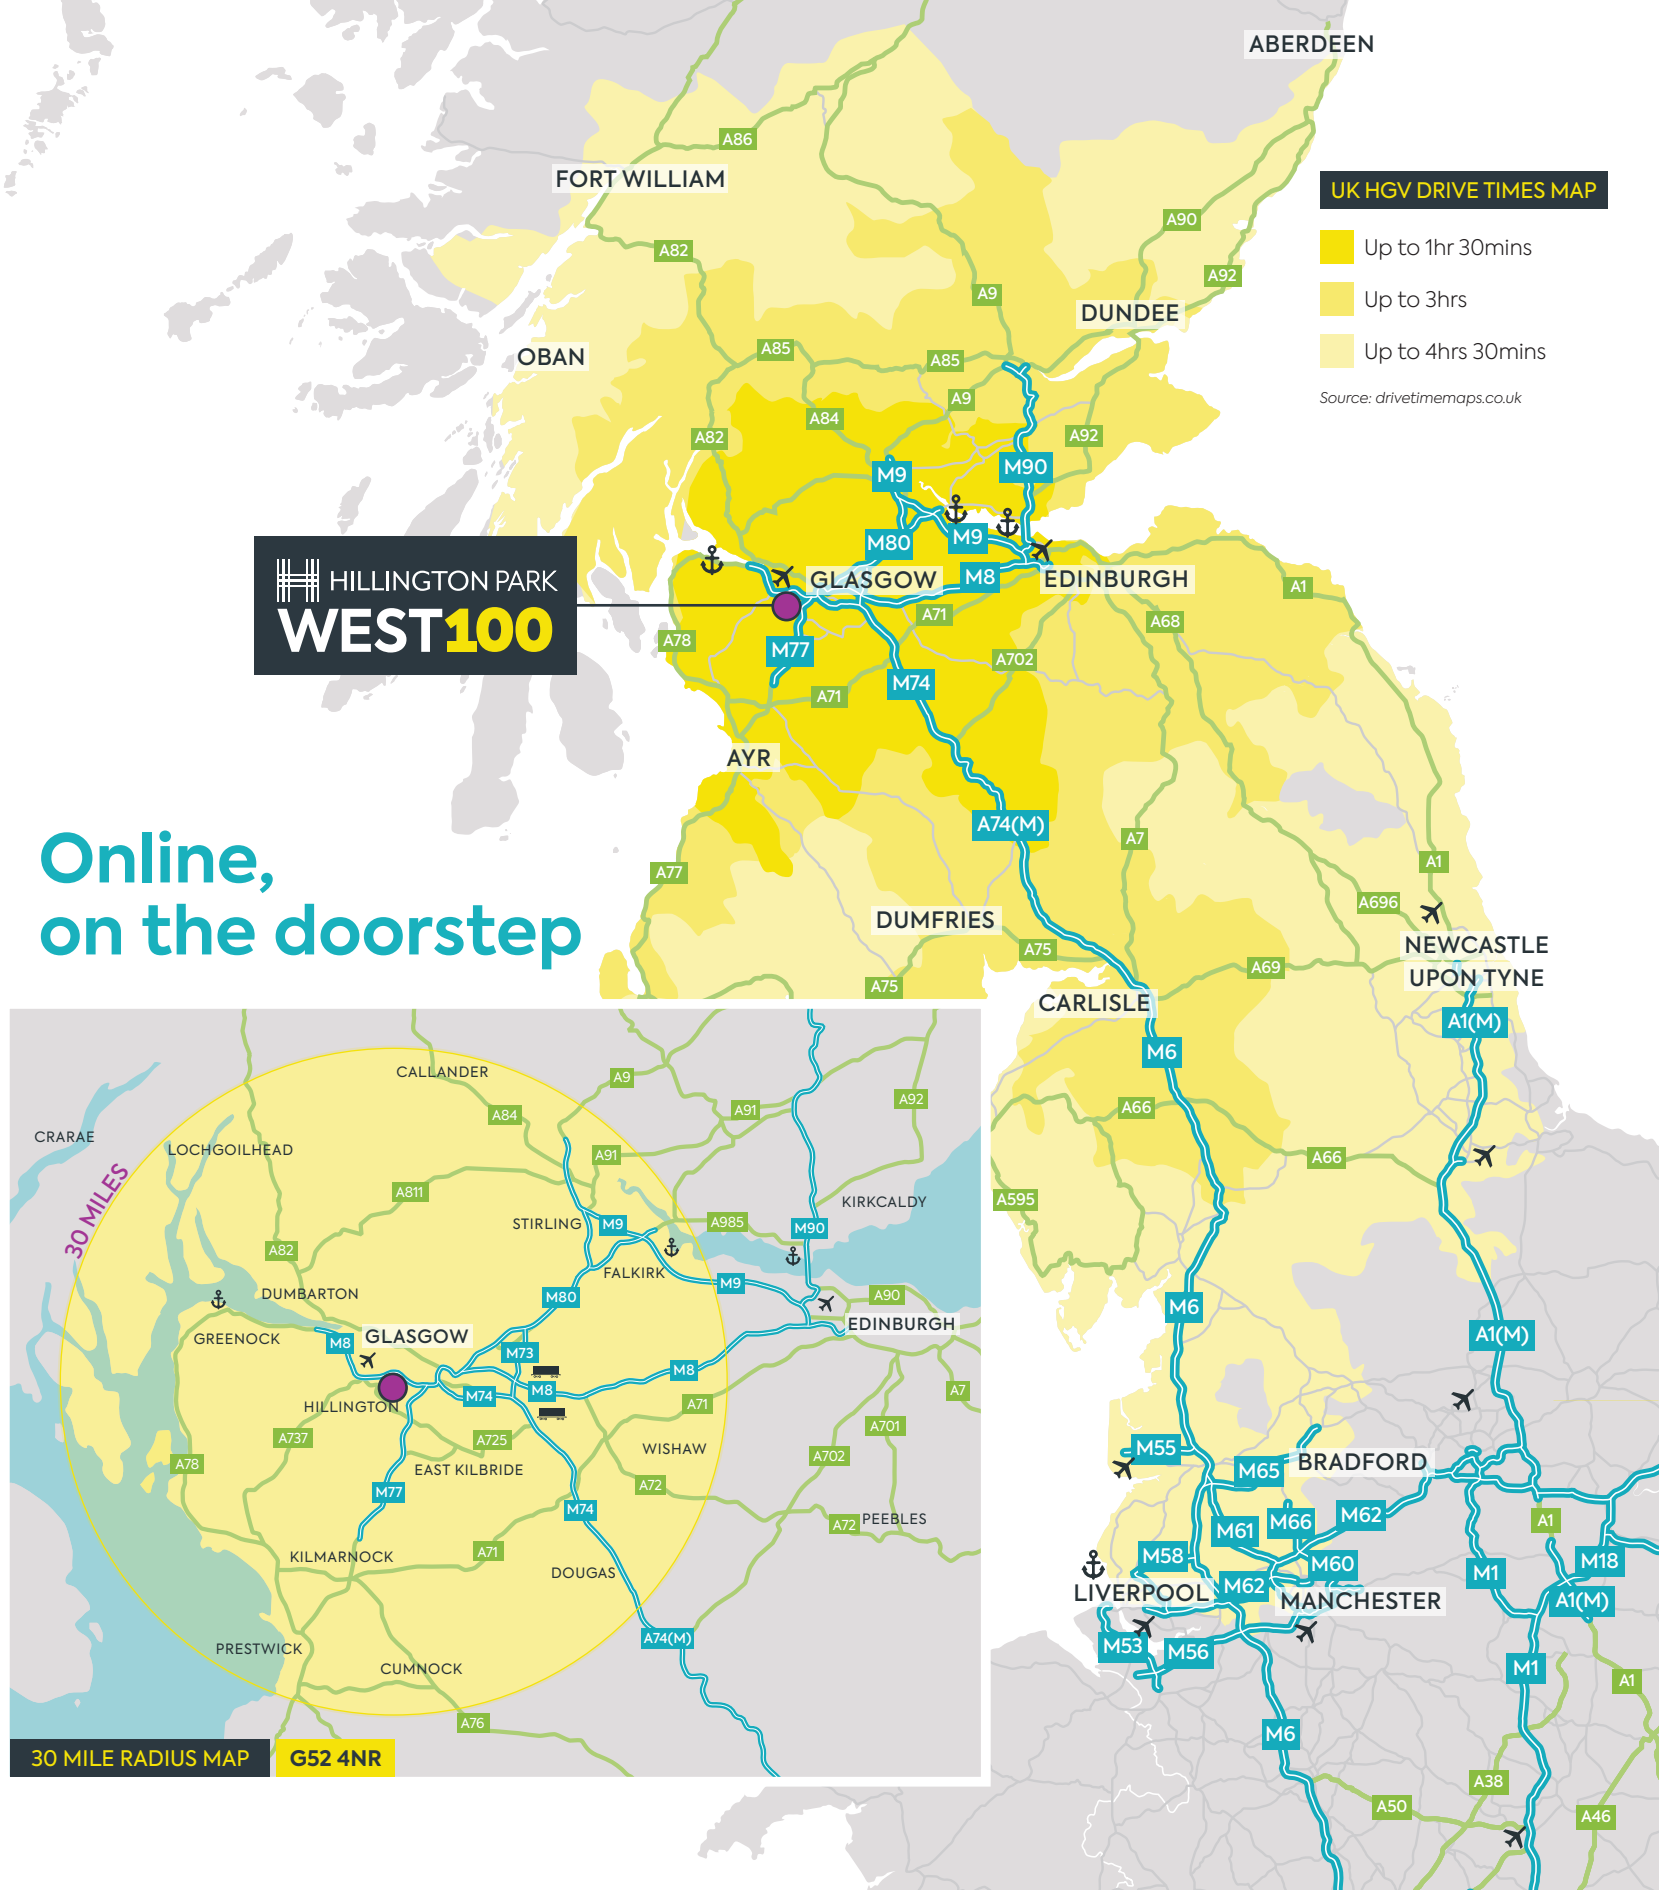 ABERDEEN
A86
FORT WILLIAM
UK HGV DRIVE TIMES MAP
A90
Up to 1hr 30mins
A82
A92
A9
Up to 3hrs
DUNDEE
A85
OBAN
A85
Up to 4hrs 30mins
A9
Source: drivetimemaps.co.uk
A84
A82
A92
M9
M90
M80
M9
HILLINGTON PARK
WEST100
GLASGOW
M8
EDINBURGH
A1
A71
A68
A78
M77
A702
A71
M74
AYR
A74(M)
A7
Online,
on the doorstep
A77
A1
A696
DUMFRIES
A75
NEWCASTLE
UPON TYNE
A69
A75
CARLISLE
A1(M)
M6
A66
A66
A595
M6
A1(M)
M55
BRADFORD
M65
M62
M66
M61
A1
M58
M60
M18
M1
LIVERPOOL
M62
MANCHESTER
A1(M)
M53
M56
M1
A1
M6
A38
A50
A46
CALLANDER
A9
A92
A84
A91
CRARAE
LOCHGOILHEAD
A91
30 MILES
A811
KIRKCALDY
STIRLING
M9
A985
M90
A82
FALKIRK
M9
DUMBARTON
M80
A90
EDINBURGH
GREENOCK
M8
GLASGOW
M73
M8
M8
M74
A7
HILLINGTON
A71
A701
A737
A725
WISHAW
A702
A78
EAST KILBRIDE
A72
M77
M74
A72
PEEBLES
KILMARNOCK
A71
DOUGAS
A74(M)
PRESTWICK
CUMNOCK
A76
30 MILE RADIUS MAP
G52 4NR